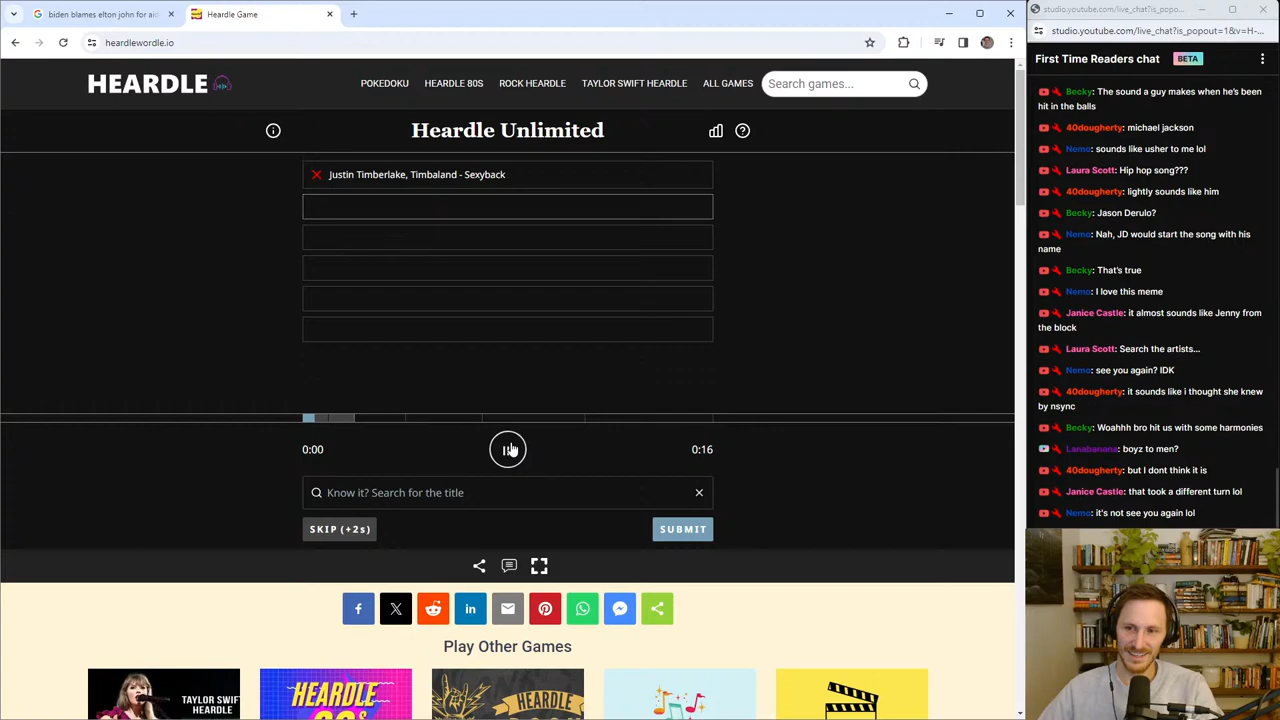 biden blames elton john for aid
Heardle Game
studio.youtube.com/live_chat?is_popo...
heardlewordle.io
studio.youtube.com/live_chat?is_popout=1&v=H-...
HEARDLE
POKEDOKU
HEARDLE 80S
ROCK HEARDLE
TAYLOR SWIFT HEARDLE
ALL GAMES
Search games...
First Time Readers chat
BETA
Heardle Unlimited
Justin Timberlake, Timbaland - Sexyback
0:00
0:16
Know it? Search for the title
SKIP (+2s)
SUBMIT
Play Other Games
TAYLOR SWIFT
HEARDLE
HEARDLE
HEARDLE
Becky: The sound a guy makes when he's been
hit in the balls
40dougherty: michael jackson
Nemo: sounds like usher to me lol
Laura Scott: Hip hop song???
40dougherty: lightly sounds like him
Becky: Jason Derulo?
Nemo: Nah, JD would start the song with his
name
Becky: That's true
Nemo: I love this meme
Janice Castle: it almost sounds like Jenny from
the block
Laura Scott: Search the artists...
Nemo: see you again? IDK
40dougherty: it sounds like i thought she knew
by nsync
Becky: Woahhh bro hit us with some harmonies
Lanabanana: boyz to men?
40dougherty: but I dont think it is
Janice Castle: that took a different turn lol
Nemo: it's not see you again lol